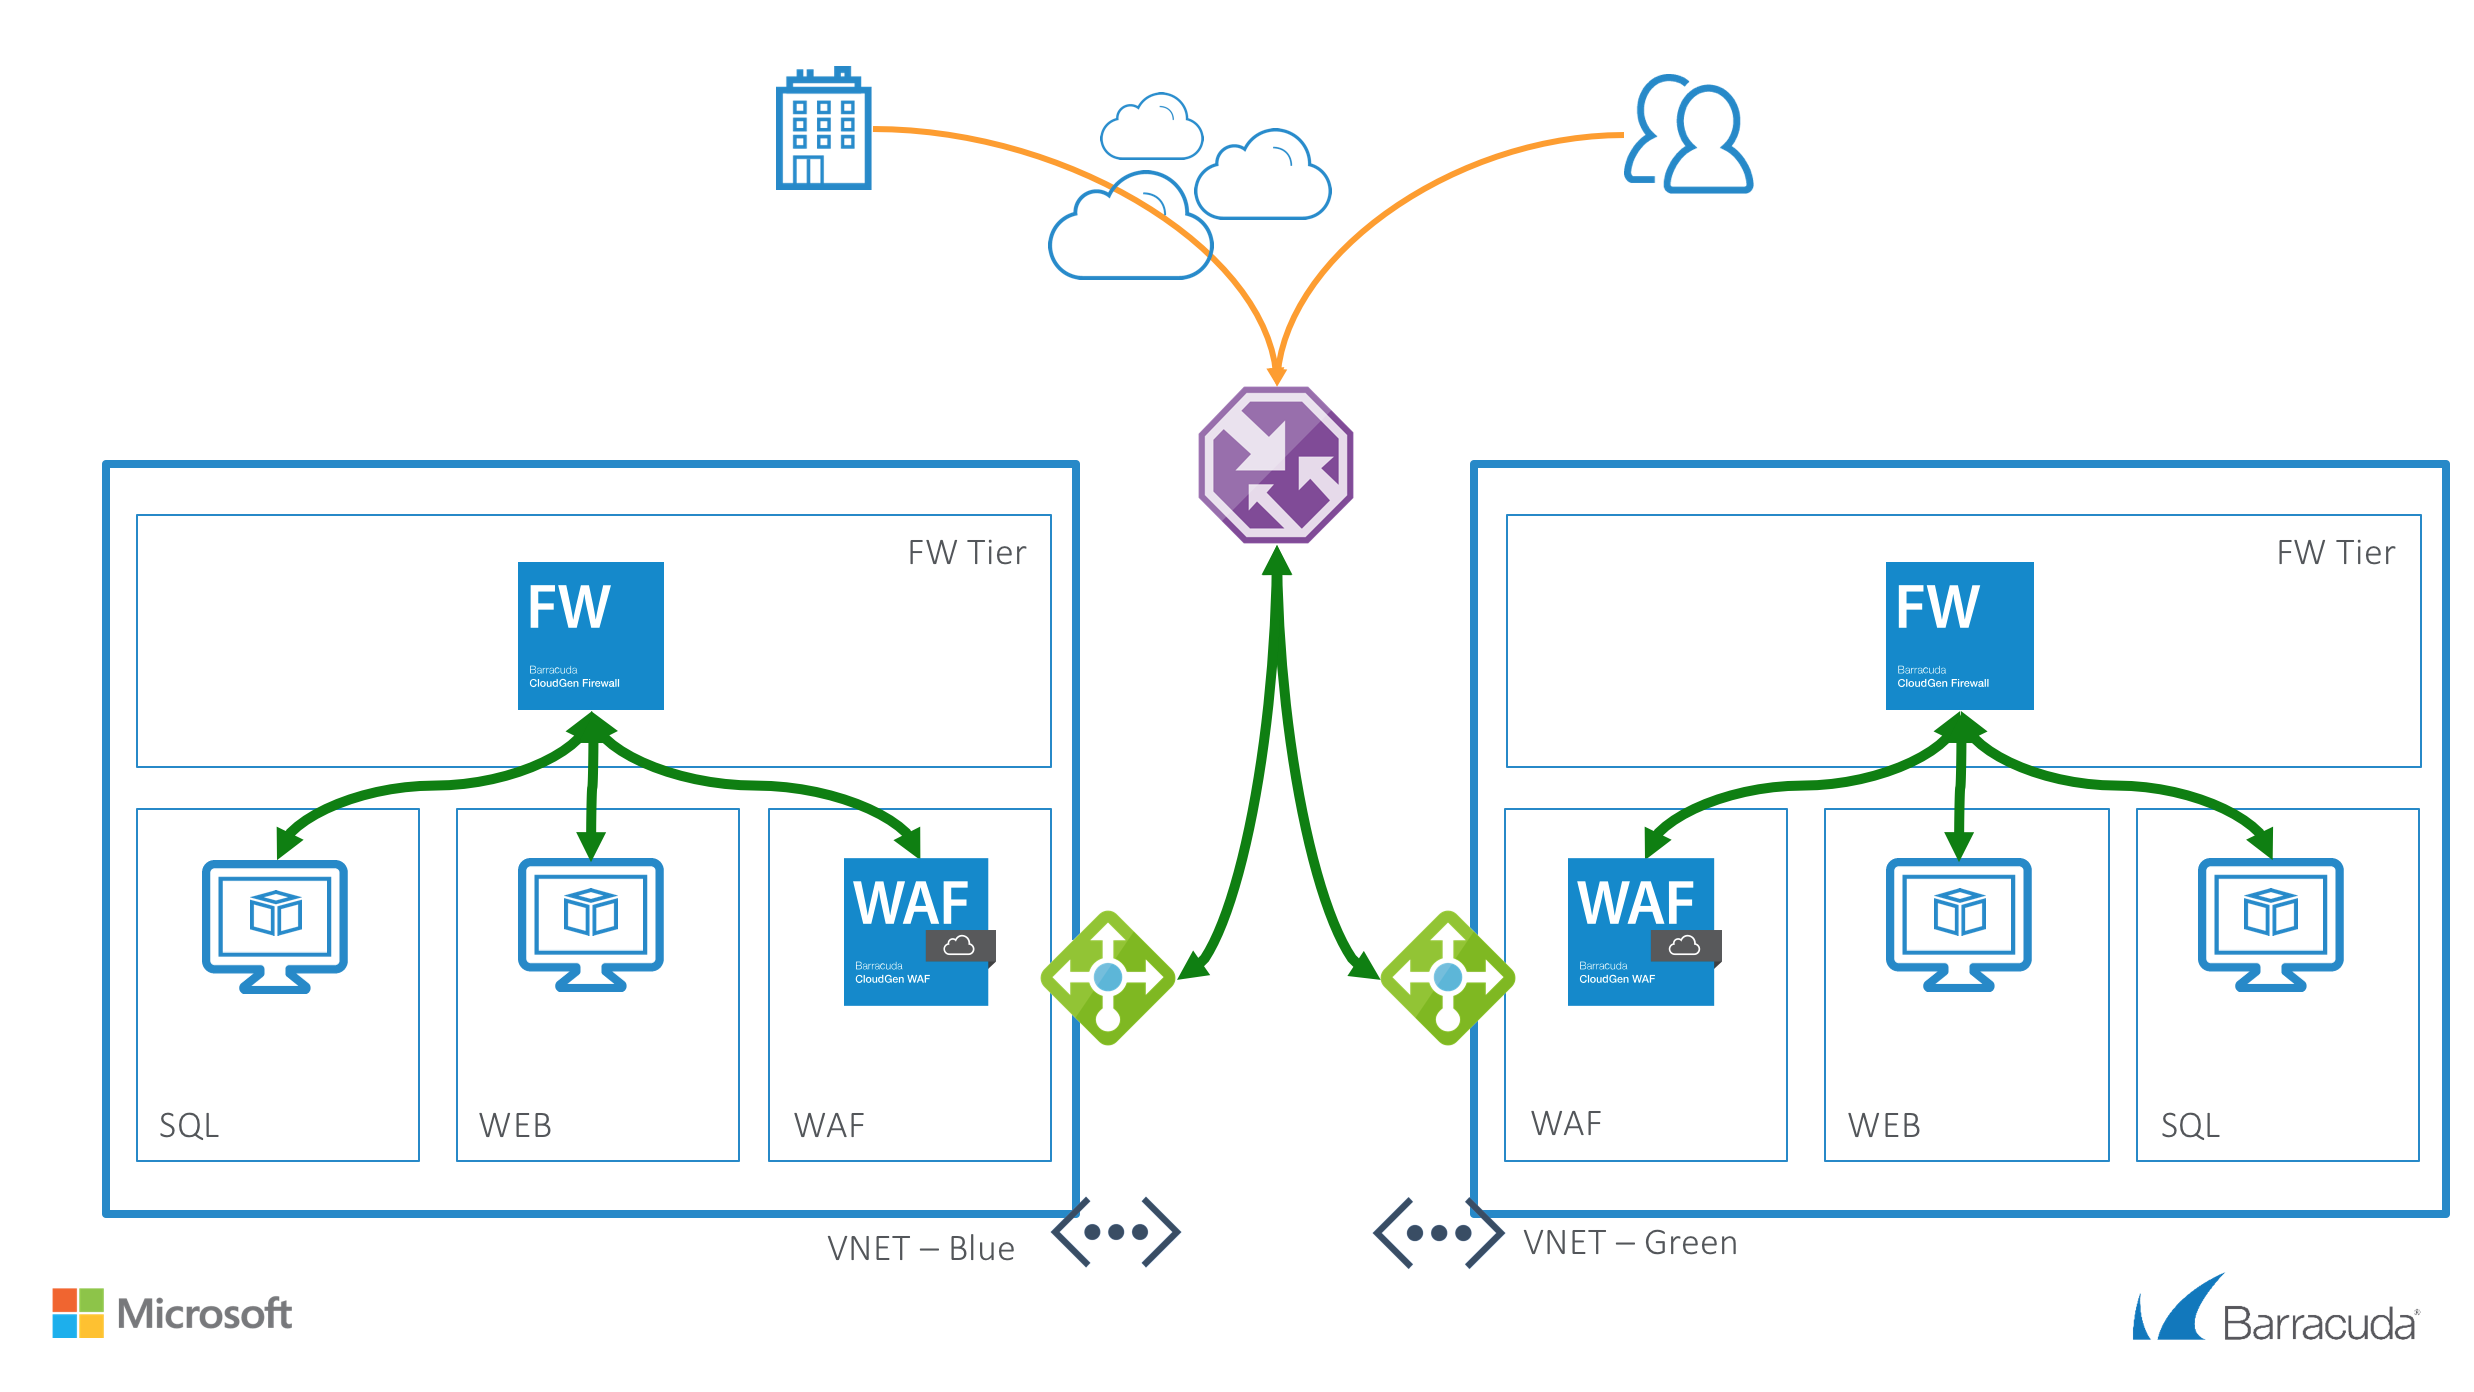 FW Tier
FW
Barracuda
CloudGen Firewall
SQL
WEB
WAF
Barracuda
CloudGen WAF
WAF
VNET – Blue
FW Tier
FW
Barracuda
CloudGen Firewall
WAF
Barracuda
CloudGen WAF
WAF
WEB
SQL
VNET – Green
Microsoft
Barracuda®